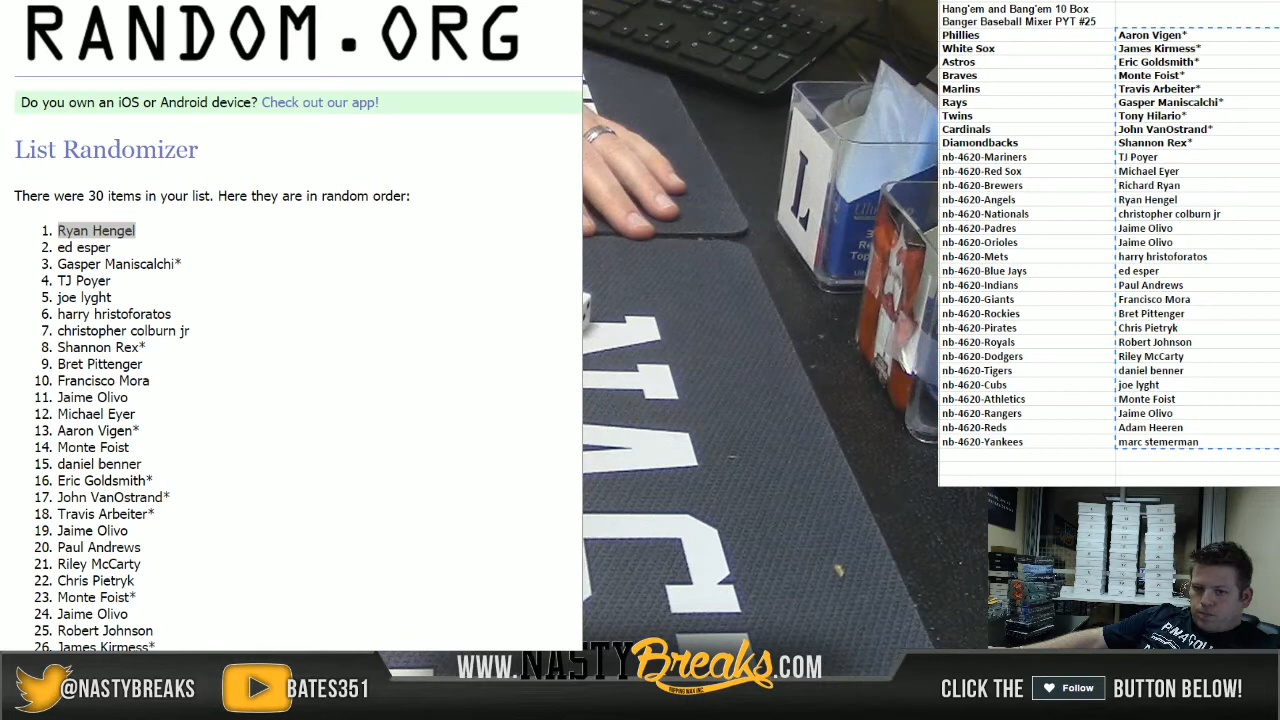 RANDOM.ORG
Do you own an iOS or Android device? Check out our app!
List Randomizer
There were 30 items in your list. Here they are in random order:
1. Ryan Hengel
2. ed esper
3. Gasper Maniscalchi*
4. TJ Poyer
5. joe lyght
6. harry hristoforatos
7. christopher colburn jr
8. Shannon Rex*
9. Bret Pittenger
10. Francisco Mora
11. Jaime Olivo
12. Michael Eyer
13. Aaron Vigen*
14. Monte Foist
15. daniel benner
16. Eric Goldsmith*
17. John VanOstrand*
18. Travis Arbeiter*
19. Jaime Olivo
20. Paul Andrews
21. Riley McCarty
22. Chris Pietryk
23. Monte Foist*
24. Jaime Olivo
25. Robert Johnson
26. James Kirmess*
L
Hang'em and Bang'em 10 Box
Banger Baseball Mixer PYT #25
Phillies Aaron Vigen*
White Sox James Kirmess*
Astros Eric Goldsmith*
Braves Monte Foist*
Marlins Travis Arbeiter*
Rays Gasper Maniscalchi*
Twins Tony Hilario*
Cardinals John VanOstrand*
Diamondbacks Shannon Rex*
nb-4620-Mariners TJ Poyer
nb-4620-Red Sox Michael Eyer
nb-4620-Brewers Richard Ryan
nb-4620-Angels Ryan Hengel
nb-4620-Nationals christopher colburn jr
nb-4620-Padres Jaime Olivo
nb-4620-Orioles Jaime Olivo
nb-4620-Mets harry hristoforatos
nb-4620-Blue Jays ed esper
nb-4620-Indians Paul Andrews
nb-4620-Giants Francisco Mora
nb-4620-Rockies Bret Pittenger
nb-4620-Pirates Chris Pietryk
nb-4620-Royals Robert Johnson
nb-4620-Dodgers Riley McCarty
nb-4620-Tigers daniel benner
nb-4620-Cubs joe lyght
nb-4620-Athletics Monte Foist
nb-4620-Rangers Jaime Olivo
nb-4620-Reds Adam Heeren
nb-4620-Yankees marc stemerman
@NASTYBREAKS
BATES351
WWW.NASTYBreaks.COM
RIPPING WAX INC.
CLICK THE Follow BUTTON BELOW!